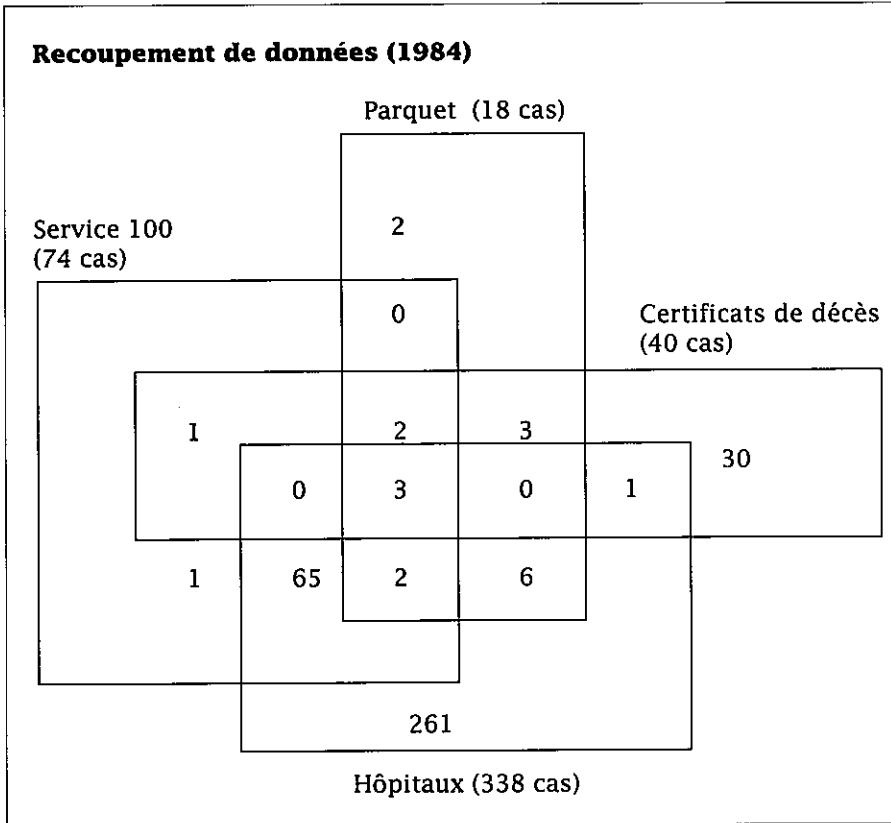 Recoupement de données (1984)
Parquet (18 cas)
Service 100
(74 cas)
2
0
Certificats de décès
(40 cas)
1 2 3
30
0 3 0 1
1 65 2 6
261
Hôpitaux (338 cas)